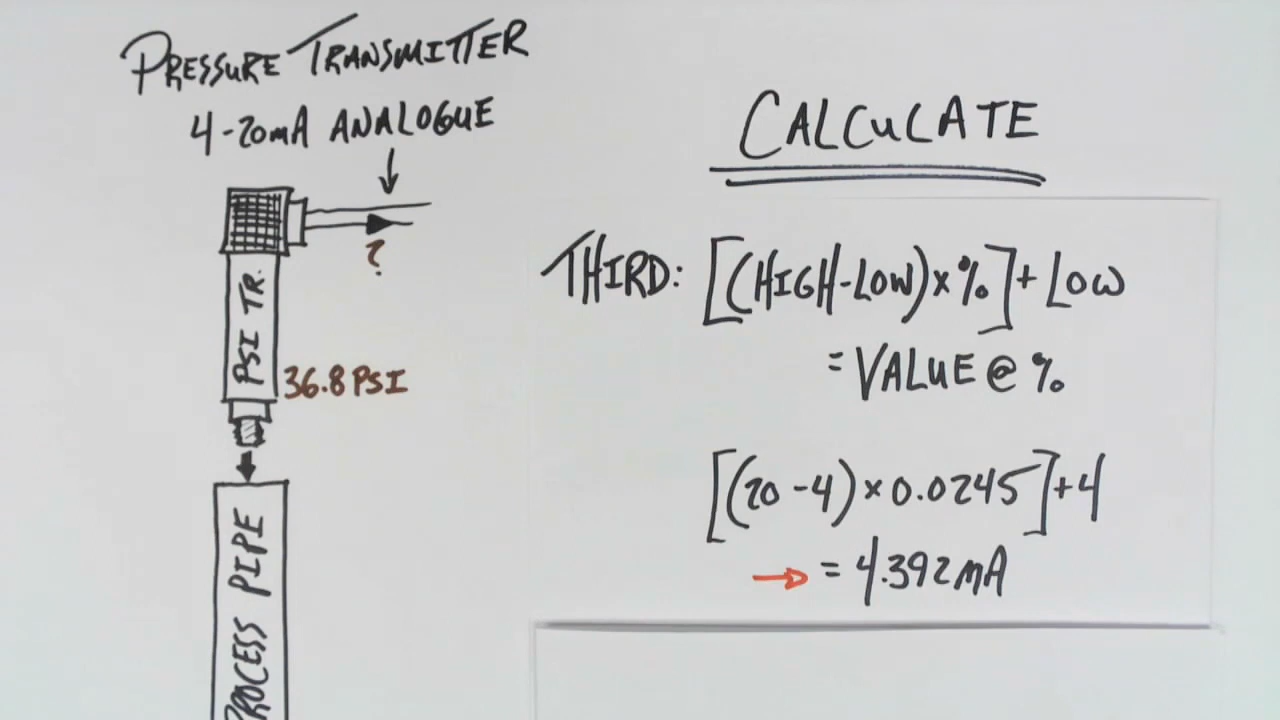 PRESSURE TRANSMITTER
4-20mA ANALOGUE
?
PSI TR.
36.8 PSI
PROCESS PIPE
CALCULATE
THIRD: [(HIGH-LOW)x%]+LOW
= VALUE @ %
[(20-4)x0.0245]+4
= 4.392mA